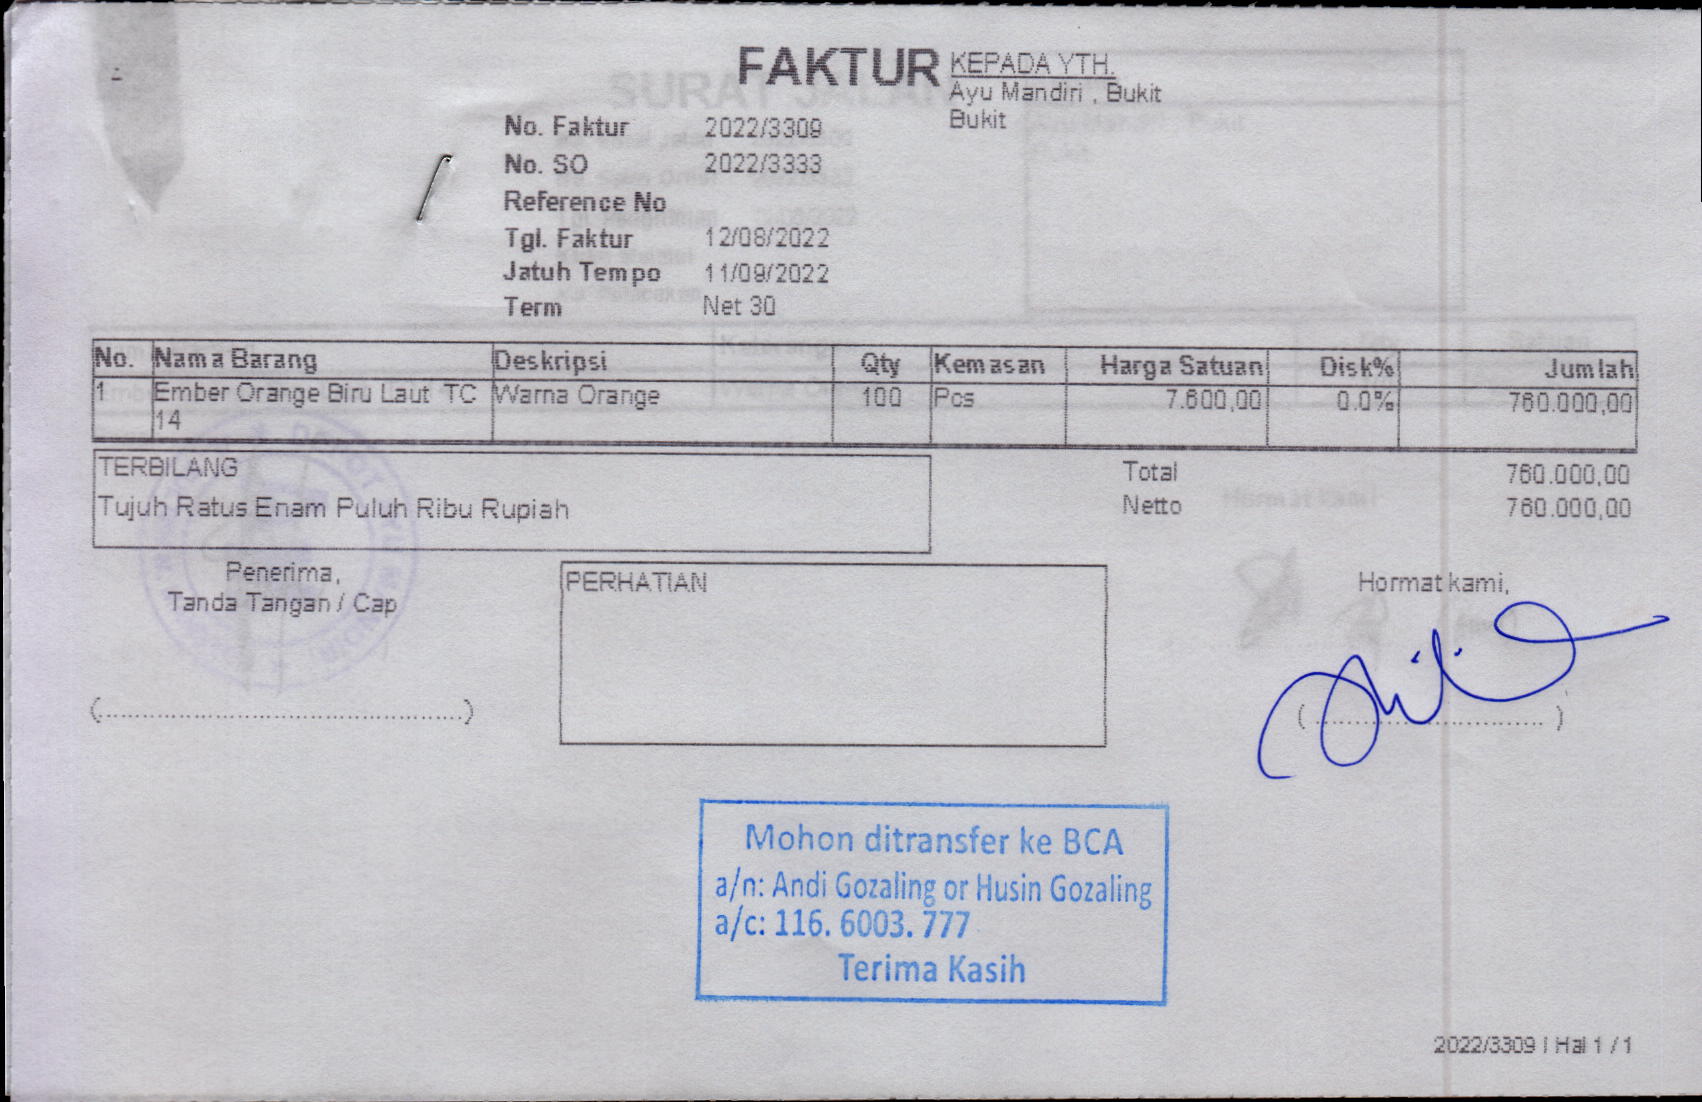 FAKTUR
KEPADA YTH.
Ayu Mandiri , Bukit
Bukit
No. Faktur 2022/3309
No. SO 2022/3333
Reference No
Tgl. Faktur 12/08/2022
Jatuh Tempo 11/09/2022
Term Net 30
No. Nama Barang Deskripsi Qty Kemasan Harga Satuan Disk% Jumlah
1 Ember Orange Biru Laut TC Warna Orange 100 Pcs 7.600,00 0.0% 760.000,00
14
TERBILANG
Tujuh Ratus Enam Puluh Ribu Rupiah
Total 760.000,00
Netto 760.000,00
Penerima,
Tanda Tangan / Cap
PERHATIAN
Hormat kami,
(................................................)
(............................... )
Mohon ditransfer ke BCA
a/n: Andi Gozaling or Husin Gozaling
a/c: 116. 6003. 777
Terima Kasih
2022/3309 | Hal 1 / 1
SURAT JALAN